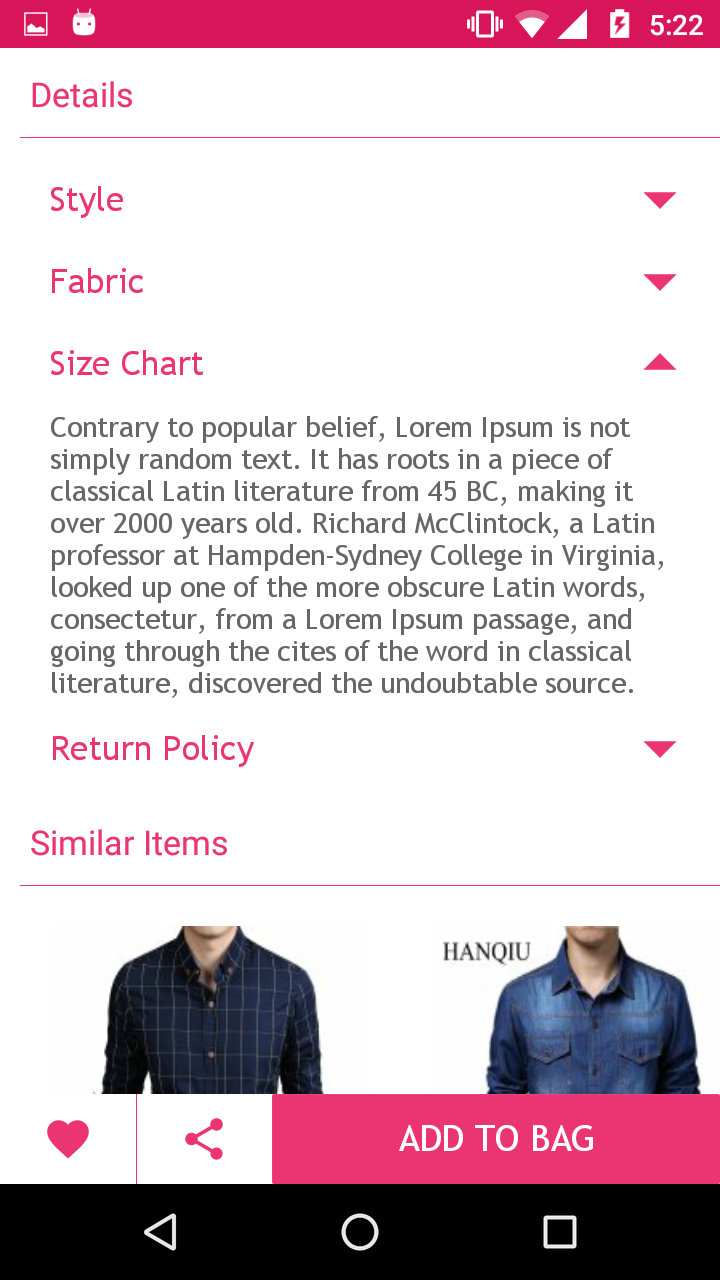 5:22
Details
Style
Fabric
Size Chart
Contrary to popular belief, Lorem Ipsum is not
simply random text. It has roots in a piece of
classical Latin literature from 45 BC, making it
over 2000 years old. Richard McClintock, a Latin
professor at Hampden-Sydney College in Virginia,
looked up one of the more obscure Latin words,
consectetur, from a Lorem Ipsum passage, and
going through the cites of the word in classical
literature, discovered the undoubtable source.
Return Policy
Similar Items
HANQIU
ADD TO BAG